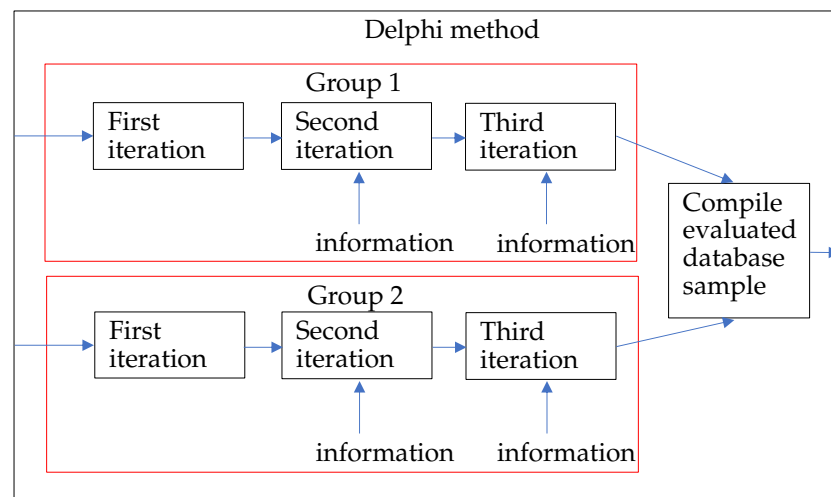 Delphi method
Group 1
First
iteration
Second
iteration
Third
iteration
information
information
Compile
evaluated
database
sample
Group 2
First
iteration
Second
iteration
Third
iteration
information
information